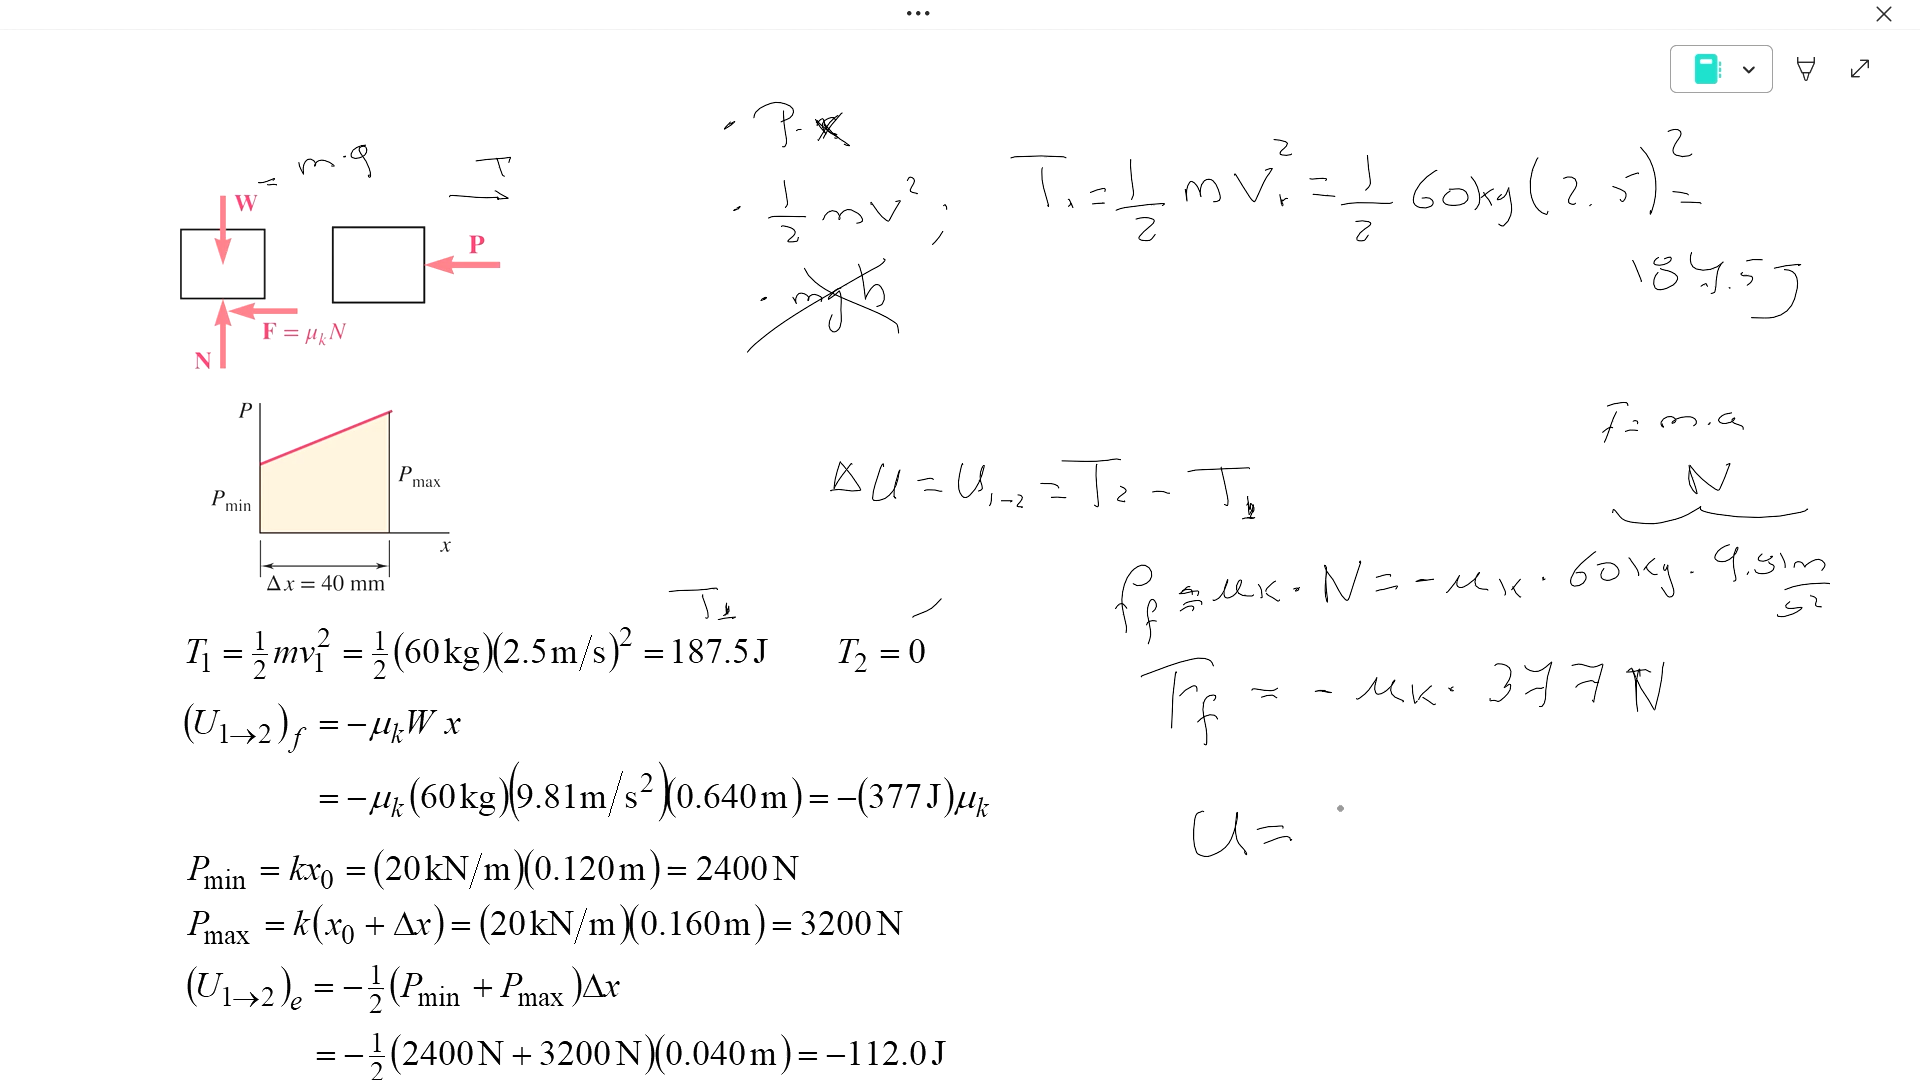 ...
= m·g
T
W
P
F = μkN
N
P
Pmin
Pmax
x
Δx = 40 mm
· P·x
· 1/2 mv² ;
· mgh
T₁ = 1/2 m V₁² = 1/2 60kg (2.5)² =
187.5 J
F = m.a
N
ΔU = U₁₋₂ = T₂ - T₁
Ff = μk · N = - μk · 60kg · 9.81 m/s²
Ff = - μk · 377 N
U =
T₁
T₁ = 1/2 mv₁² = 1/2 (60 kg)(2.5 m/s)² = 187.5 J T₂ = 0
(U₁→₂)f = −μkW x
= −μk (60 kg)(9.81 m/s²)(0.640 m) = −(377 J)μk
Pmin = kx₀ = (20 kN/m)(0.120 m) = 2400 N
Pmax = k(x₀ + Δx) = (20 kN/m)(0.160 m) = 3200 N
(U₁→₂)e = −1/2 (Pmin + Pmax)Δx
= −1/2 (2400 N + 3200 N)(0.040 m) = −112.0 J